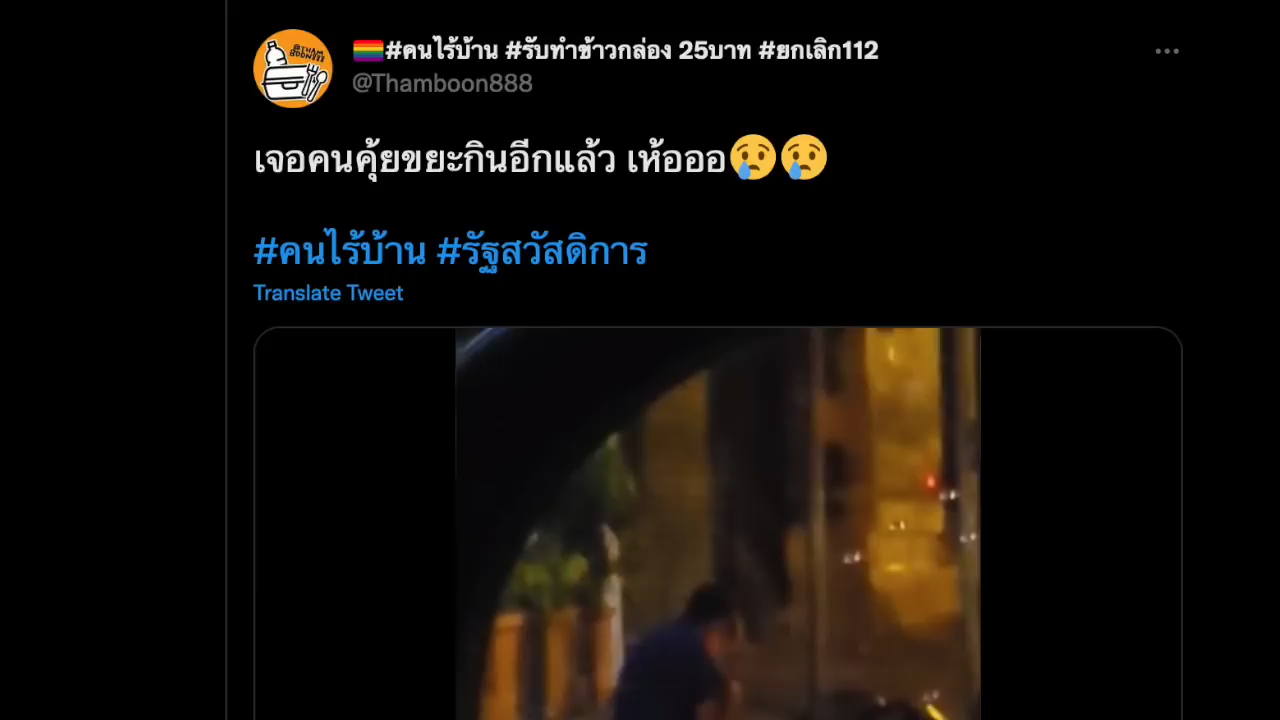 🏳️‍🌈#คนไร้บ้าน #รับทำข้าวกล่อง 25บาท #ยกเลิก112
@Thamboon888
เจอคนคุ้ยขยะกินอีกแล้ว เห้อออ😢😢
#คนไร้บ้าน #รัฐสวัสดิการ
Translate Tweet